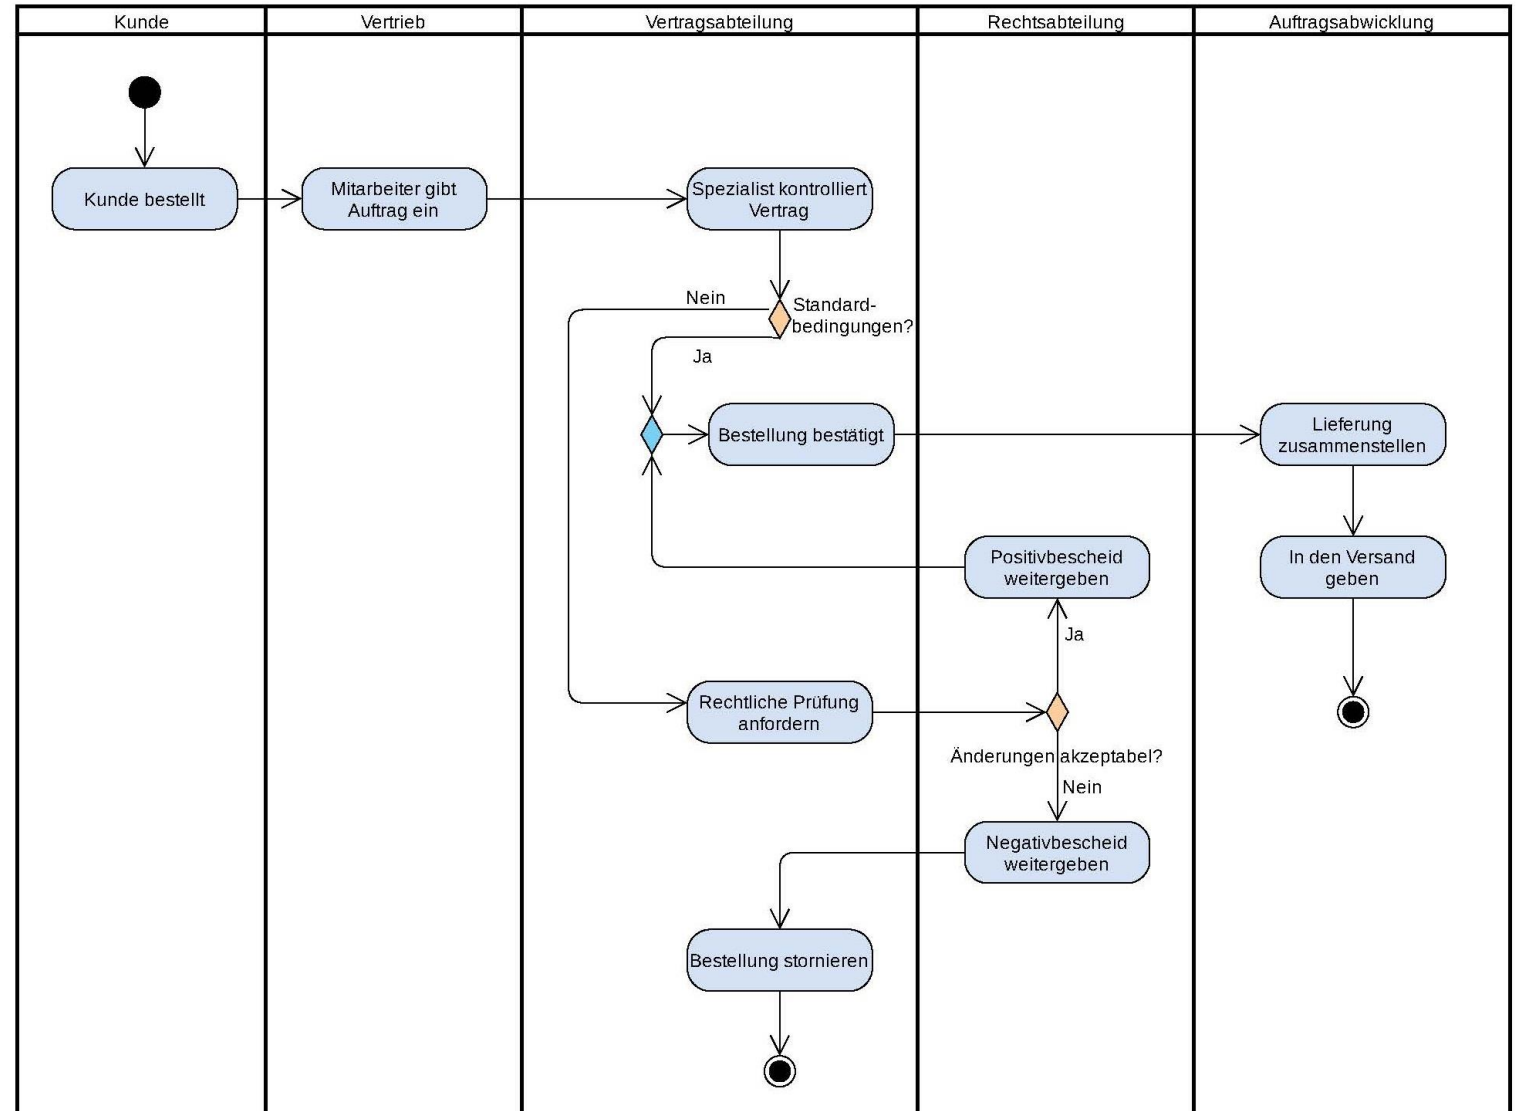 Kunde
Vertrieb
Vertragsabteilung
Rechtsabteilung
Auftragsabwicklung
Kunde bestellt
Mitarbeiter gibt
Auftrag ein
Spezialist kontrolliert
Vertrag
Nein
Standard-
bedingungen?
Ja
Bestellung bestätigt
Lieferung
zusammenstellen
Positivbescheid
weitergeben
In den Versand
geben
Ja
Rechtliche Prüfung
anfordern
Änderungen akzeptabel?
Nein
Negativbescheid
weitergeben
Bestellung stornieren